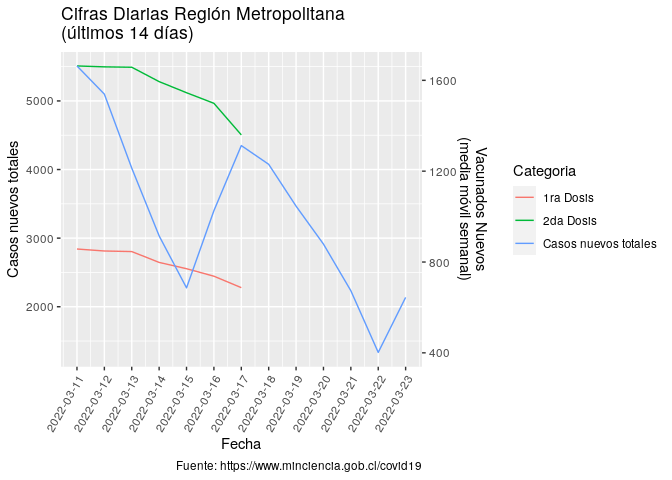 Cifras Diarias Región Metropolitana
(últimos 14 días)
Casos nuevos totales
5000
4000
3000
2000
1600
1200
800
400
Vacunados Nuevos
(media móvil semanal)
Categoria
1ra Dosis
2da Dosis
Casos nuevos totales
2022-03-11
2022-03-12
2022-03-13
2022-03-14
2022-03-15
2022-03-16
2022-03-17
2022-03-18
2022-03-19
2022-03-20
2022-03-21
2022-03-22
2022-03-23
Fecha
Fuente: https://www.minciencia.gob.cl/covid19